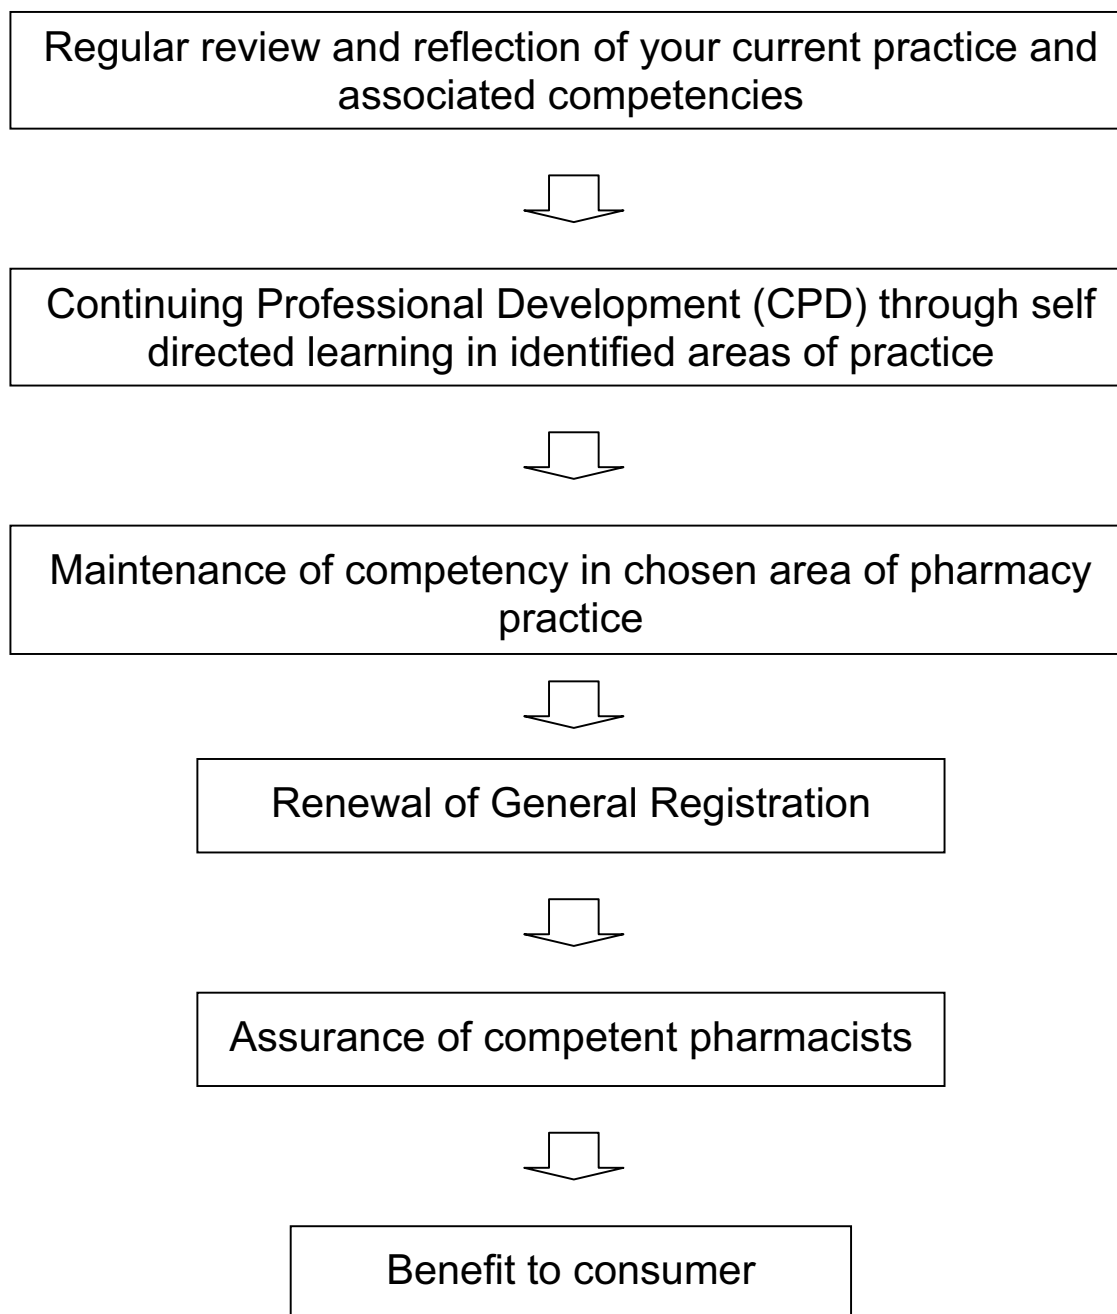 Regular review and reflection of your current practice and
associated competencies
Continuing Professional Development (CPD) through self
directed learning in identified areas of practice
Maintenance of competency in chosen area of pharmacy
practice
Renewal of General Registration
Assurance of competent pharmacists
Benefit to consumer